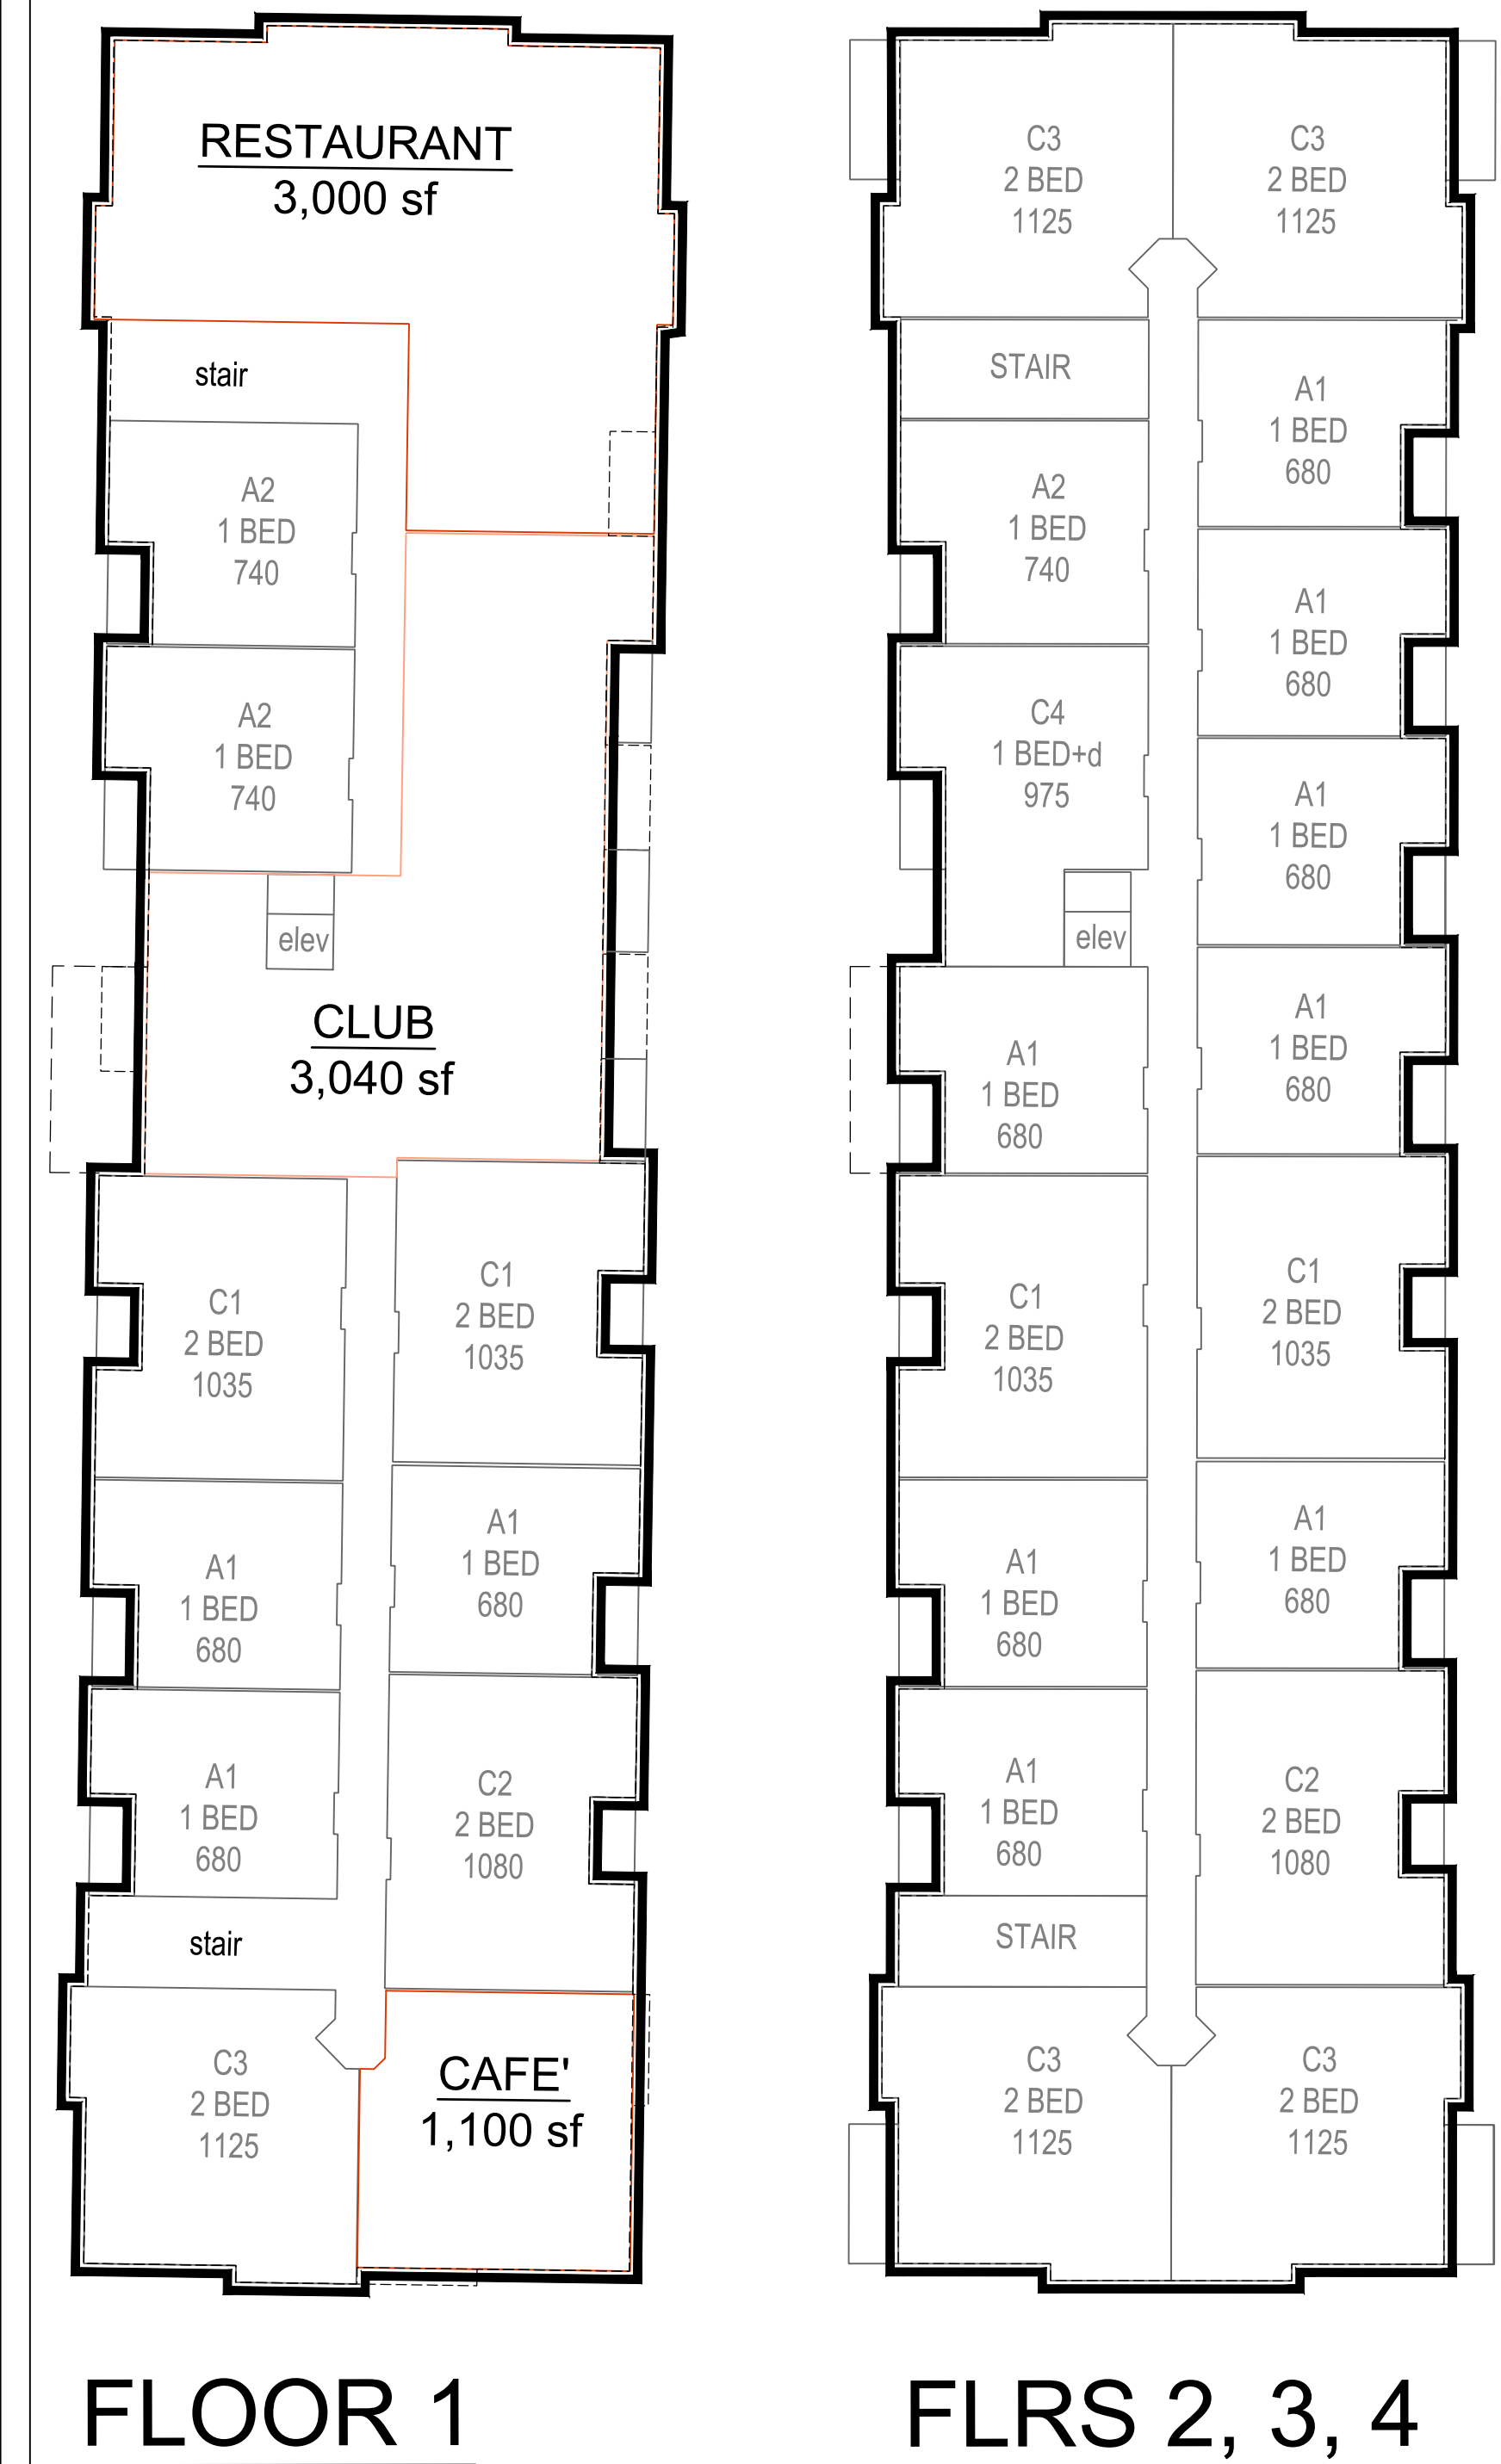 RESTAURANT
3,000 sf
stair
A2
1 BED
740
A2
1 BED
740
elev
CLUB
3,040 sf
C1
2 BED
1035
C1
2 BED
1035
A1
1 BED
680
A1
1 BED
680
A1
1 BED
680
C2
2 BED
1080
stair
C3
2 BED
1125
CAFE'
1,100 sf
FLOOR 1
C3
2 BED
1125
C3
2 BED
1125
STAIR
A1
1 BED
680
A2
1 BED
740
A1
1 BED
680
C4
1 BED+d
975
A1
1 BED
680
elev
A1
1 BED
680
A1
1 BED
680
C1
2 BED
1035
C1
2 BED
1035
A1
1 BED
680
A1
1 BED
680
A1
1 BED
680
C2
2 BED
1080
STAIR
C3
2 BED
1125
C3
2 BED
1125
FLRS 2, 3, 4